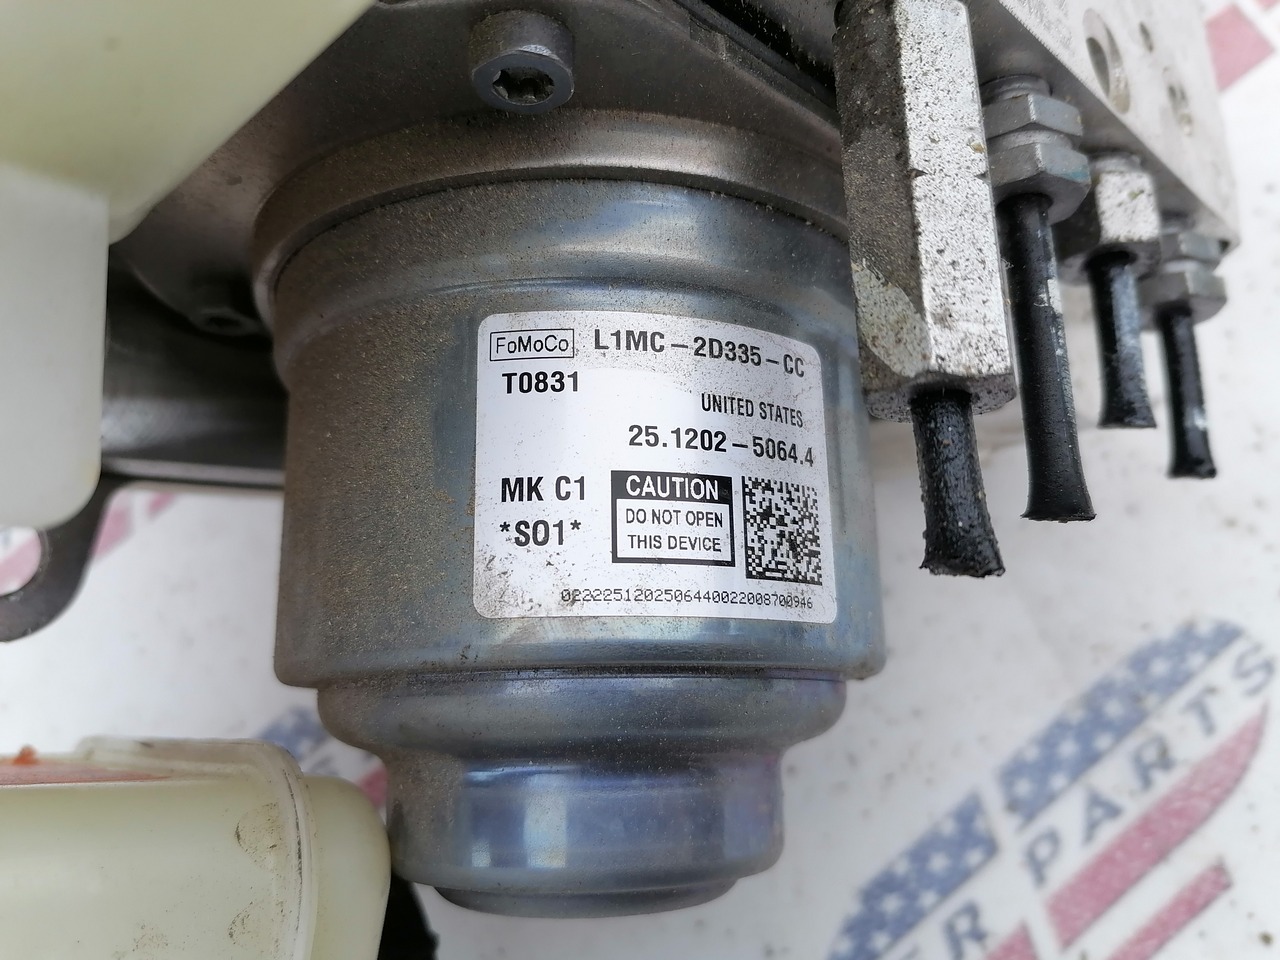 FoMoCo L1MC-2D335-CC
T0831
UNITED STATES
25.1202-5064.4
MK C1
*S01*
CAUTION
DO NOT OPEN
THIS DEVICE
0222251202506440022008700946
PARTS